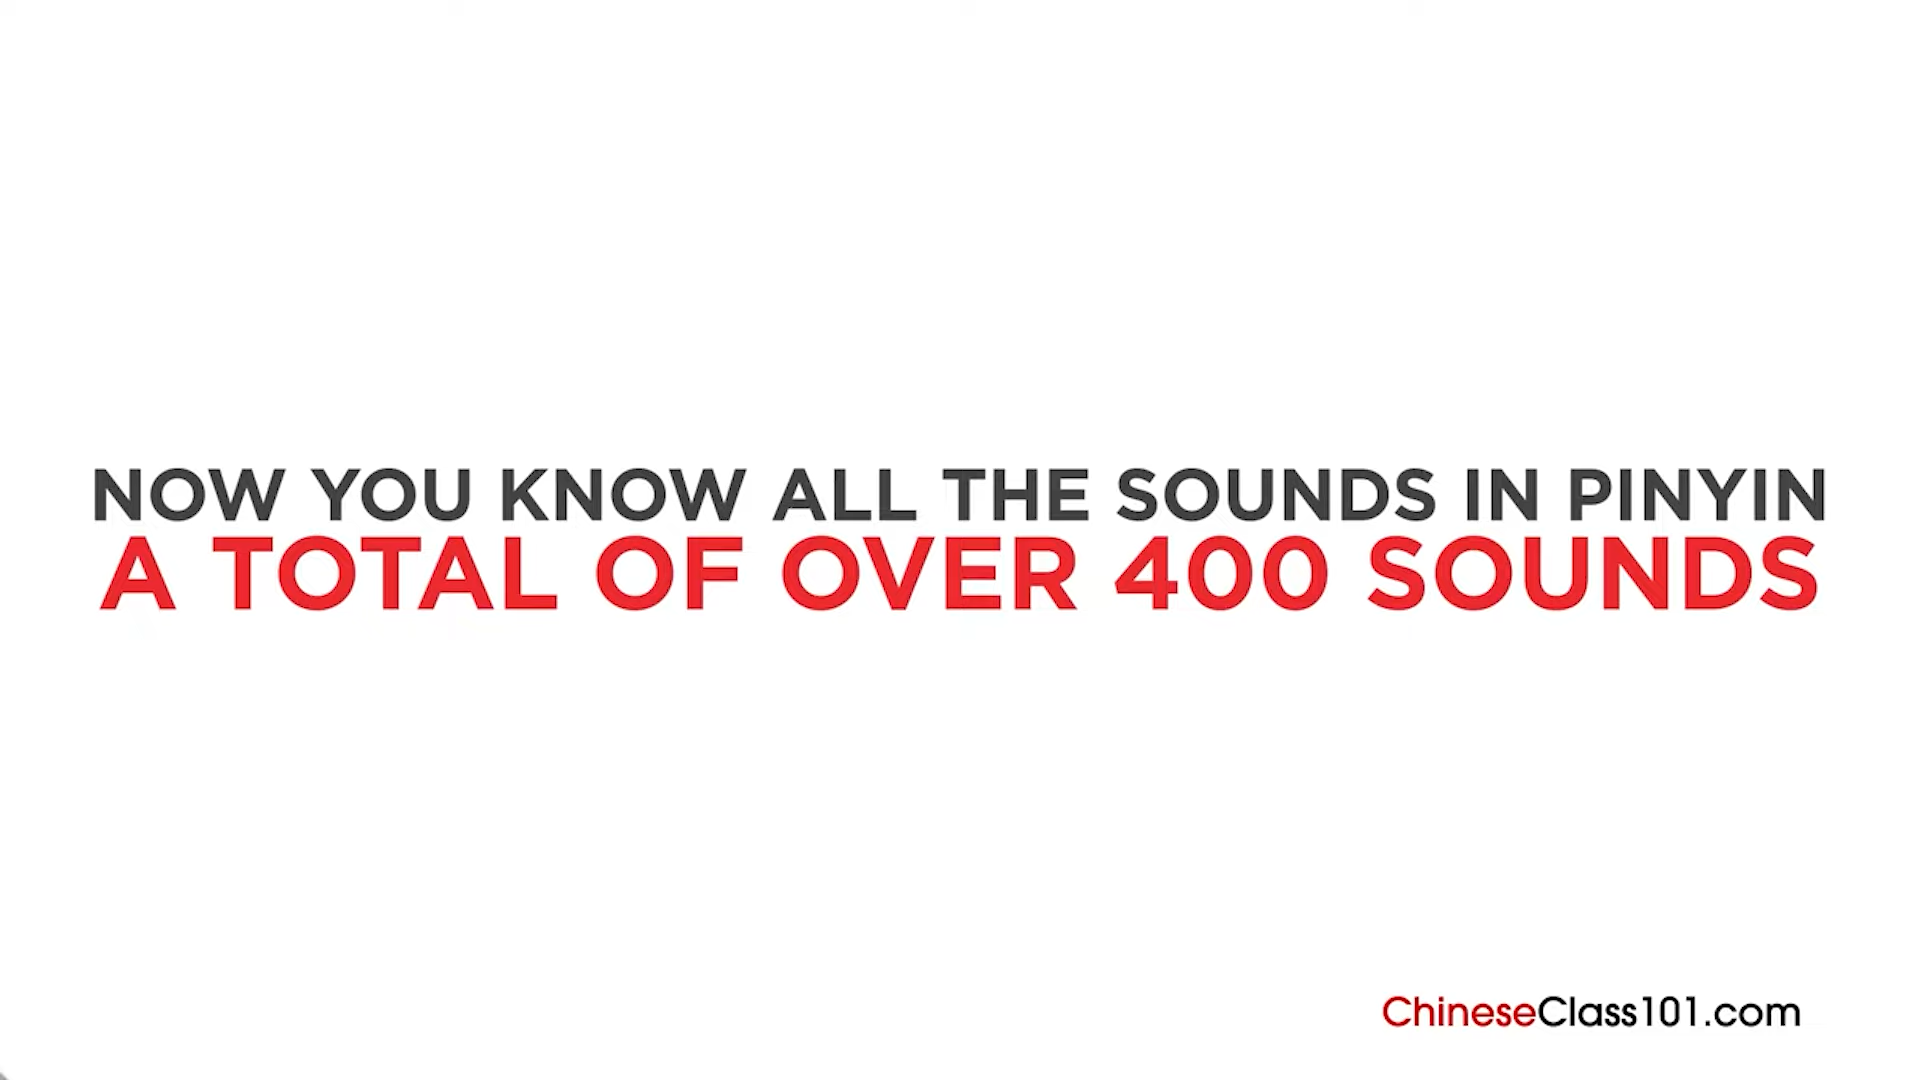 NOW YOU KNOW ALL THE SOUNDS IN PINYIN
A TOTAL OF OVER 400 SOUNDS
ChineseClass101.com